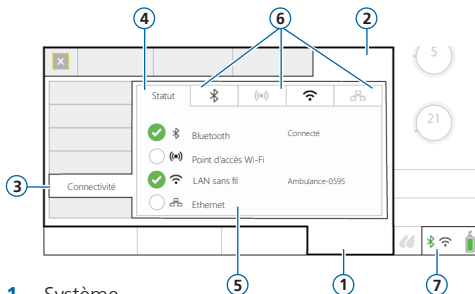 4 6 2
5
Statut
Bluetooth Connecté
21
Point d'accès Wi-Fi
3 Connectivité
LAN sans fil Ambulance-0595
Ethernet
5 1 7
1 Système